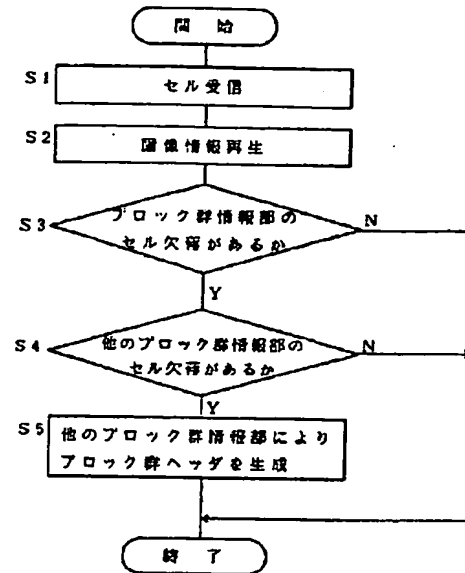 開始
S1
セル受信
S2
画像情報再生
S3
ブロック群情報部の
セル欠落があるか
N
Y
S4
他のブロック群情報部の
セル欠落があるか
N
Y
S5
他のブロック群情報部により
ブロック群ヘッダを生成
終了